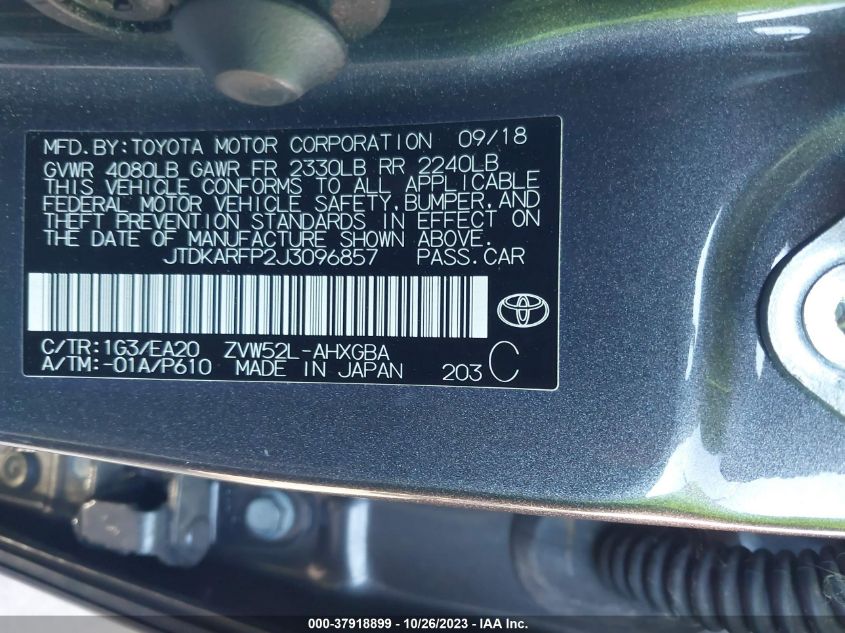 MFD.BY:TOYOTA MOTOR CORPORATION 09/18
GVWR 4080LB GAWR FR 2330LB RR 2240LB
THIS VEHICLE CONFORMS TO ALL APPLICABLE
FEDERAL MOTOR VEHICLE SAFETY,BUMPER,AND
THEFT PREVENTION STANDARDS IN EFFECT ON
THE DATE OF MANUFACTURE SHOWN ABOVE.
JTDKARFP2J3096857 PASS.CAR
C/TR:1G3/EA20 ZVW52L-AHXGBA
A/TM:-01A/P610 MADE IN JAPAN 203 C
000-37918899 - 10/26/2023 - IAA Inc.